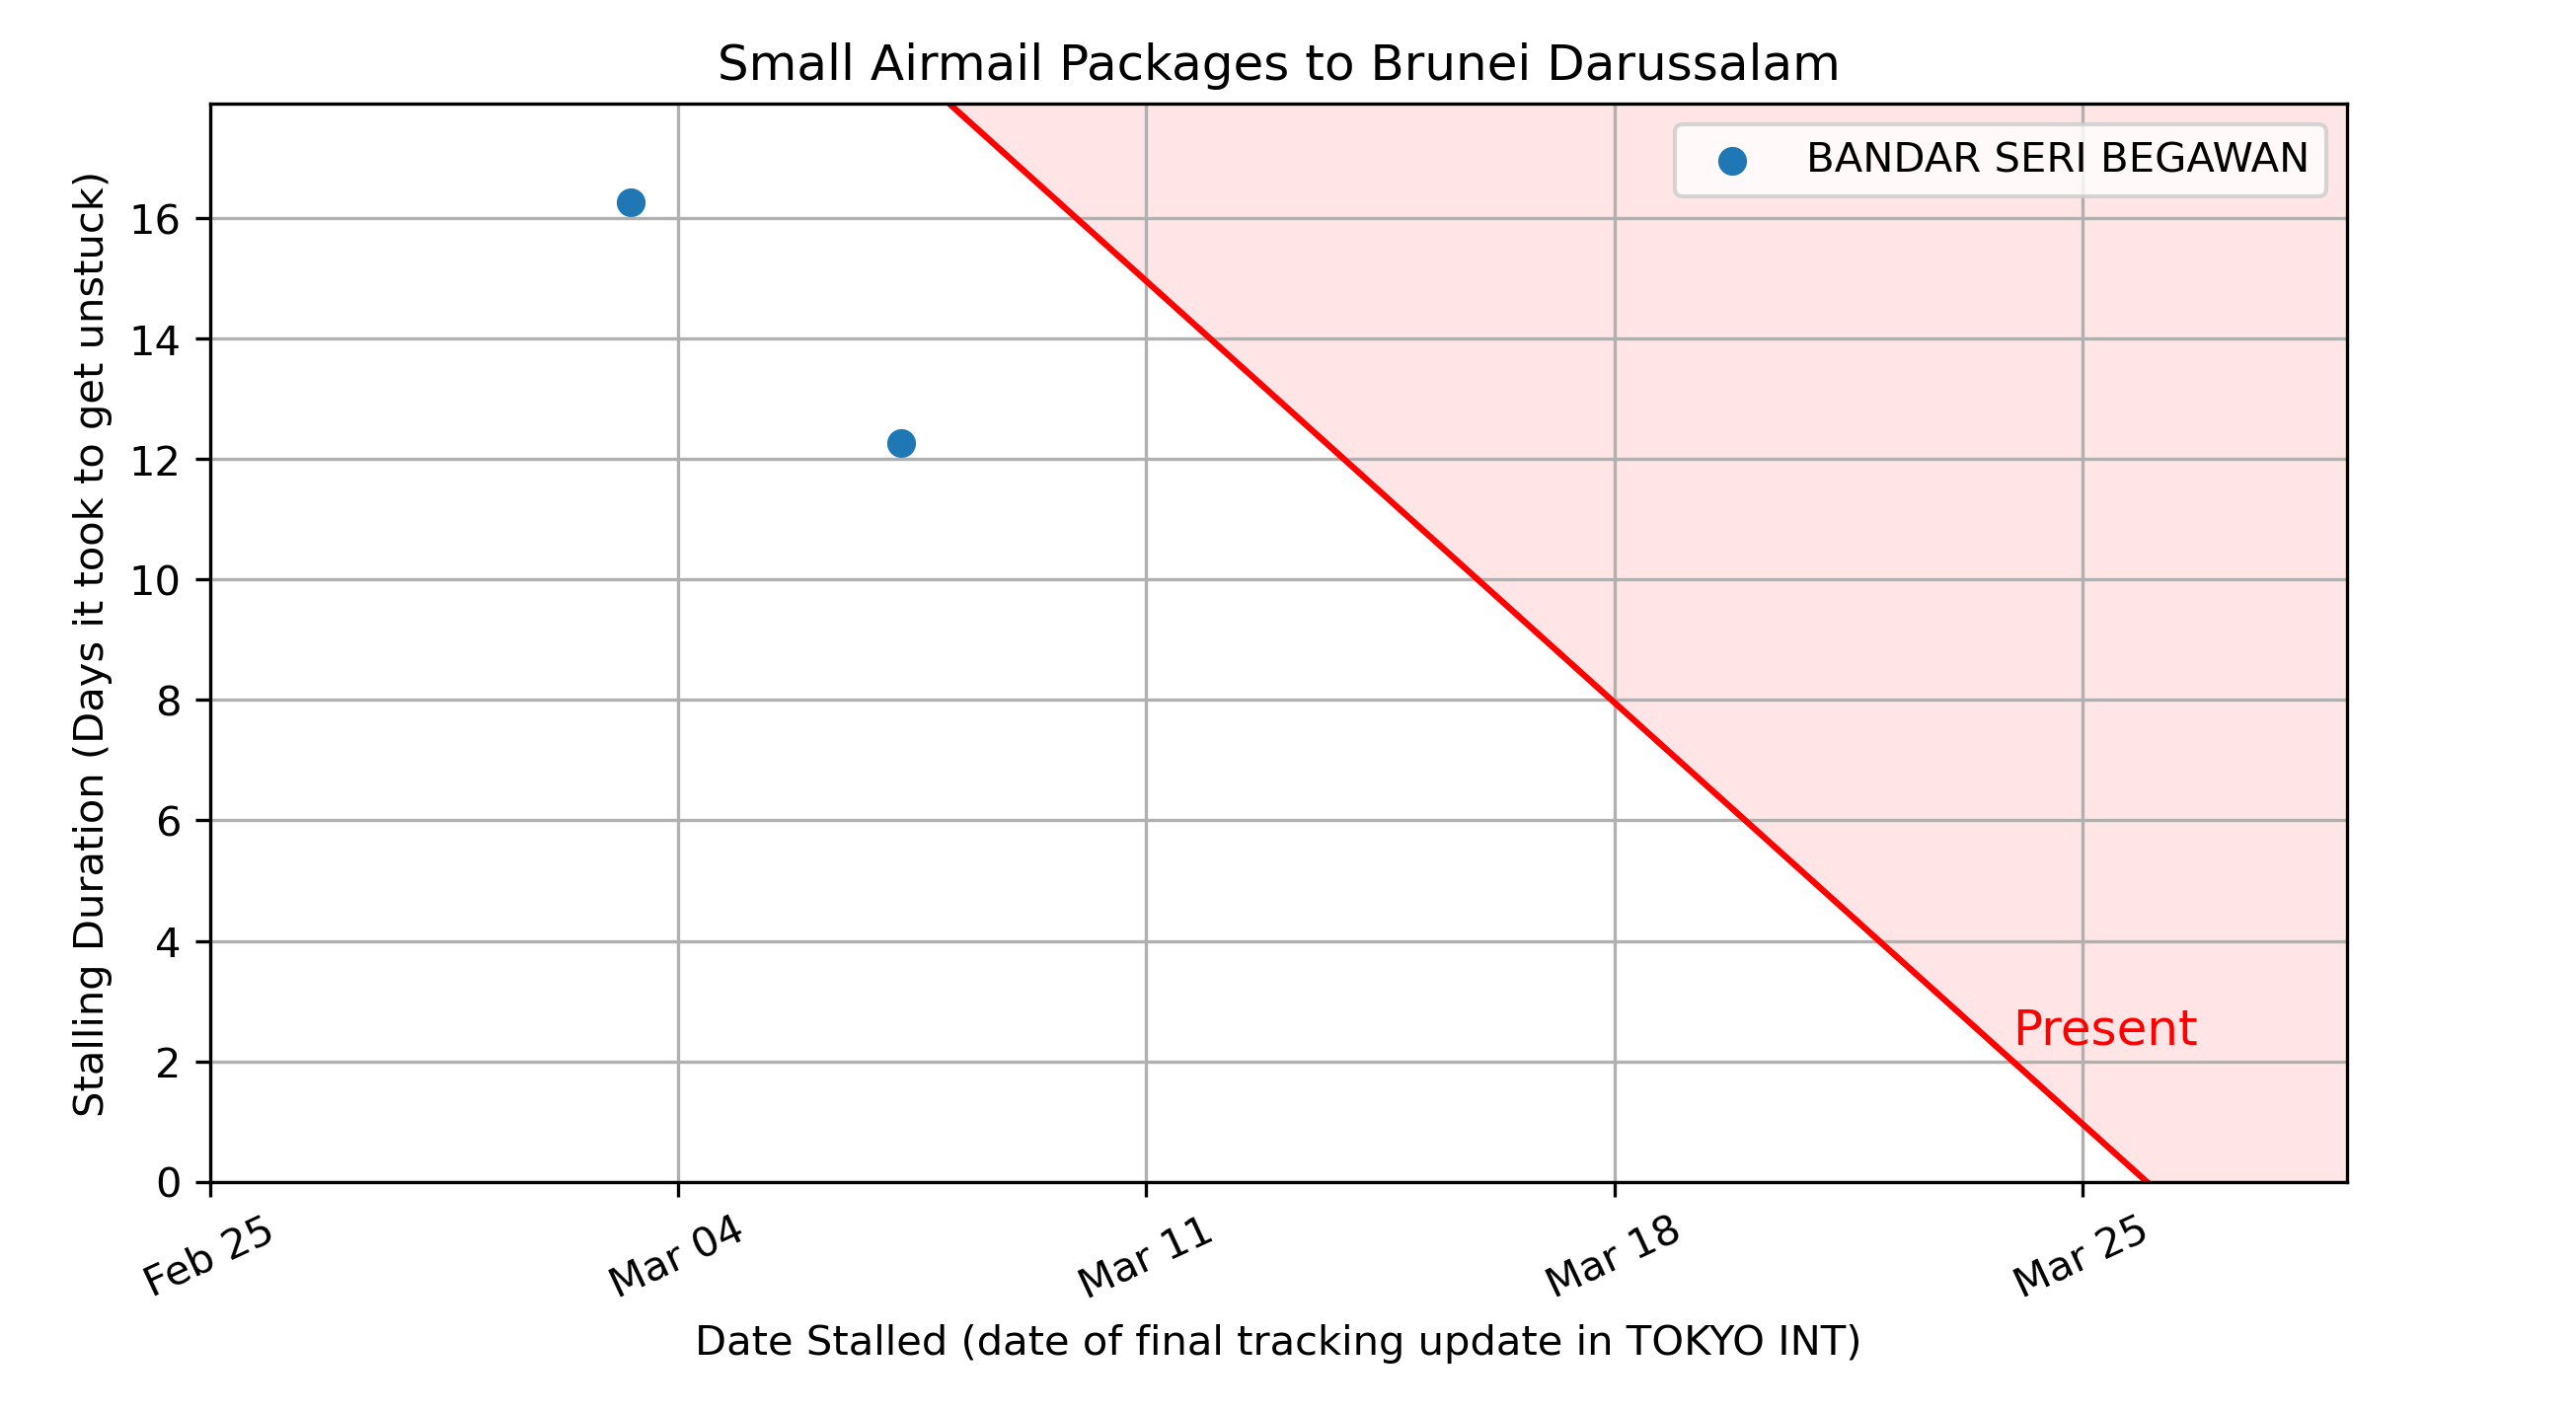 Small Airmail Packages to Brunei Darussalam
BANDAR SERI BEGAWAN
Stalling Duration (Days it took to get unstuck)
16
14
12
10
8
6
4
2
0
Present
Feb 25
Mar 04
Mar 11
Mar 18
Mar 25
Date Stalled (date of final tracking update in TOKYO INT)